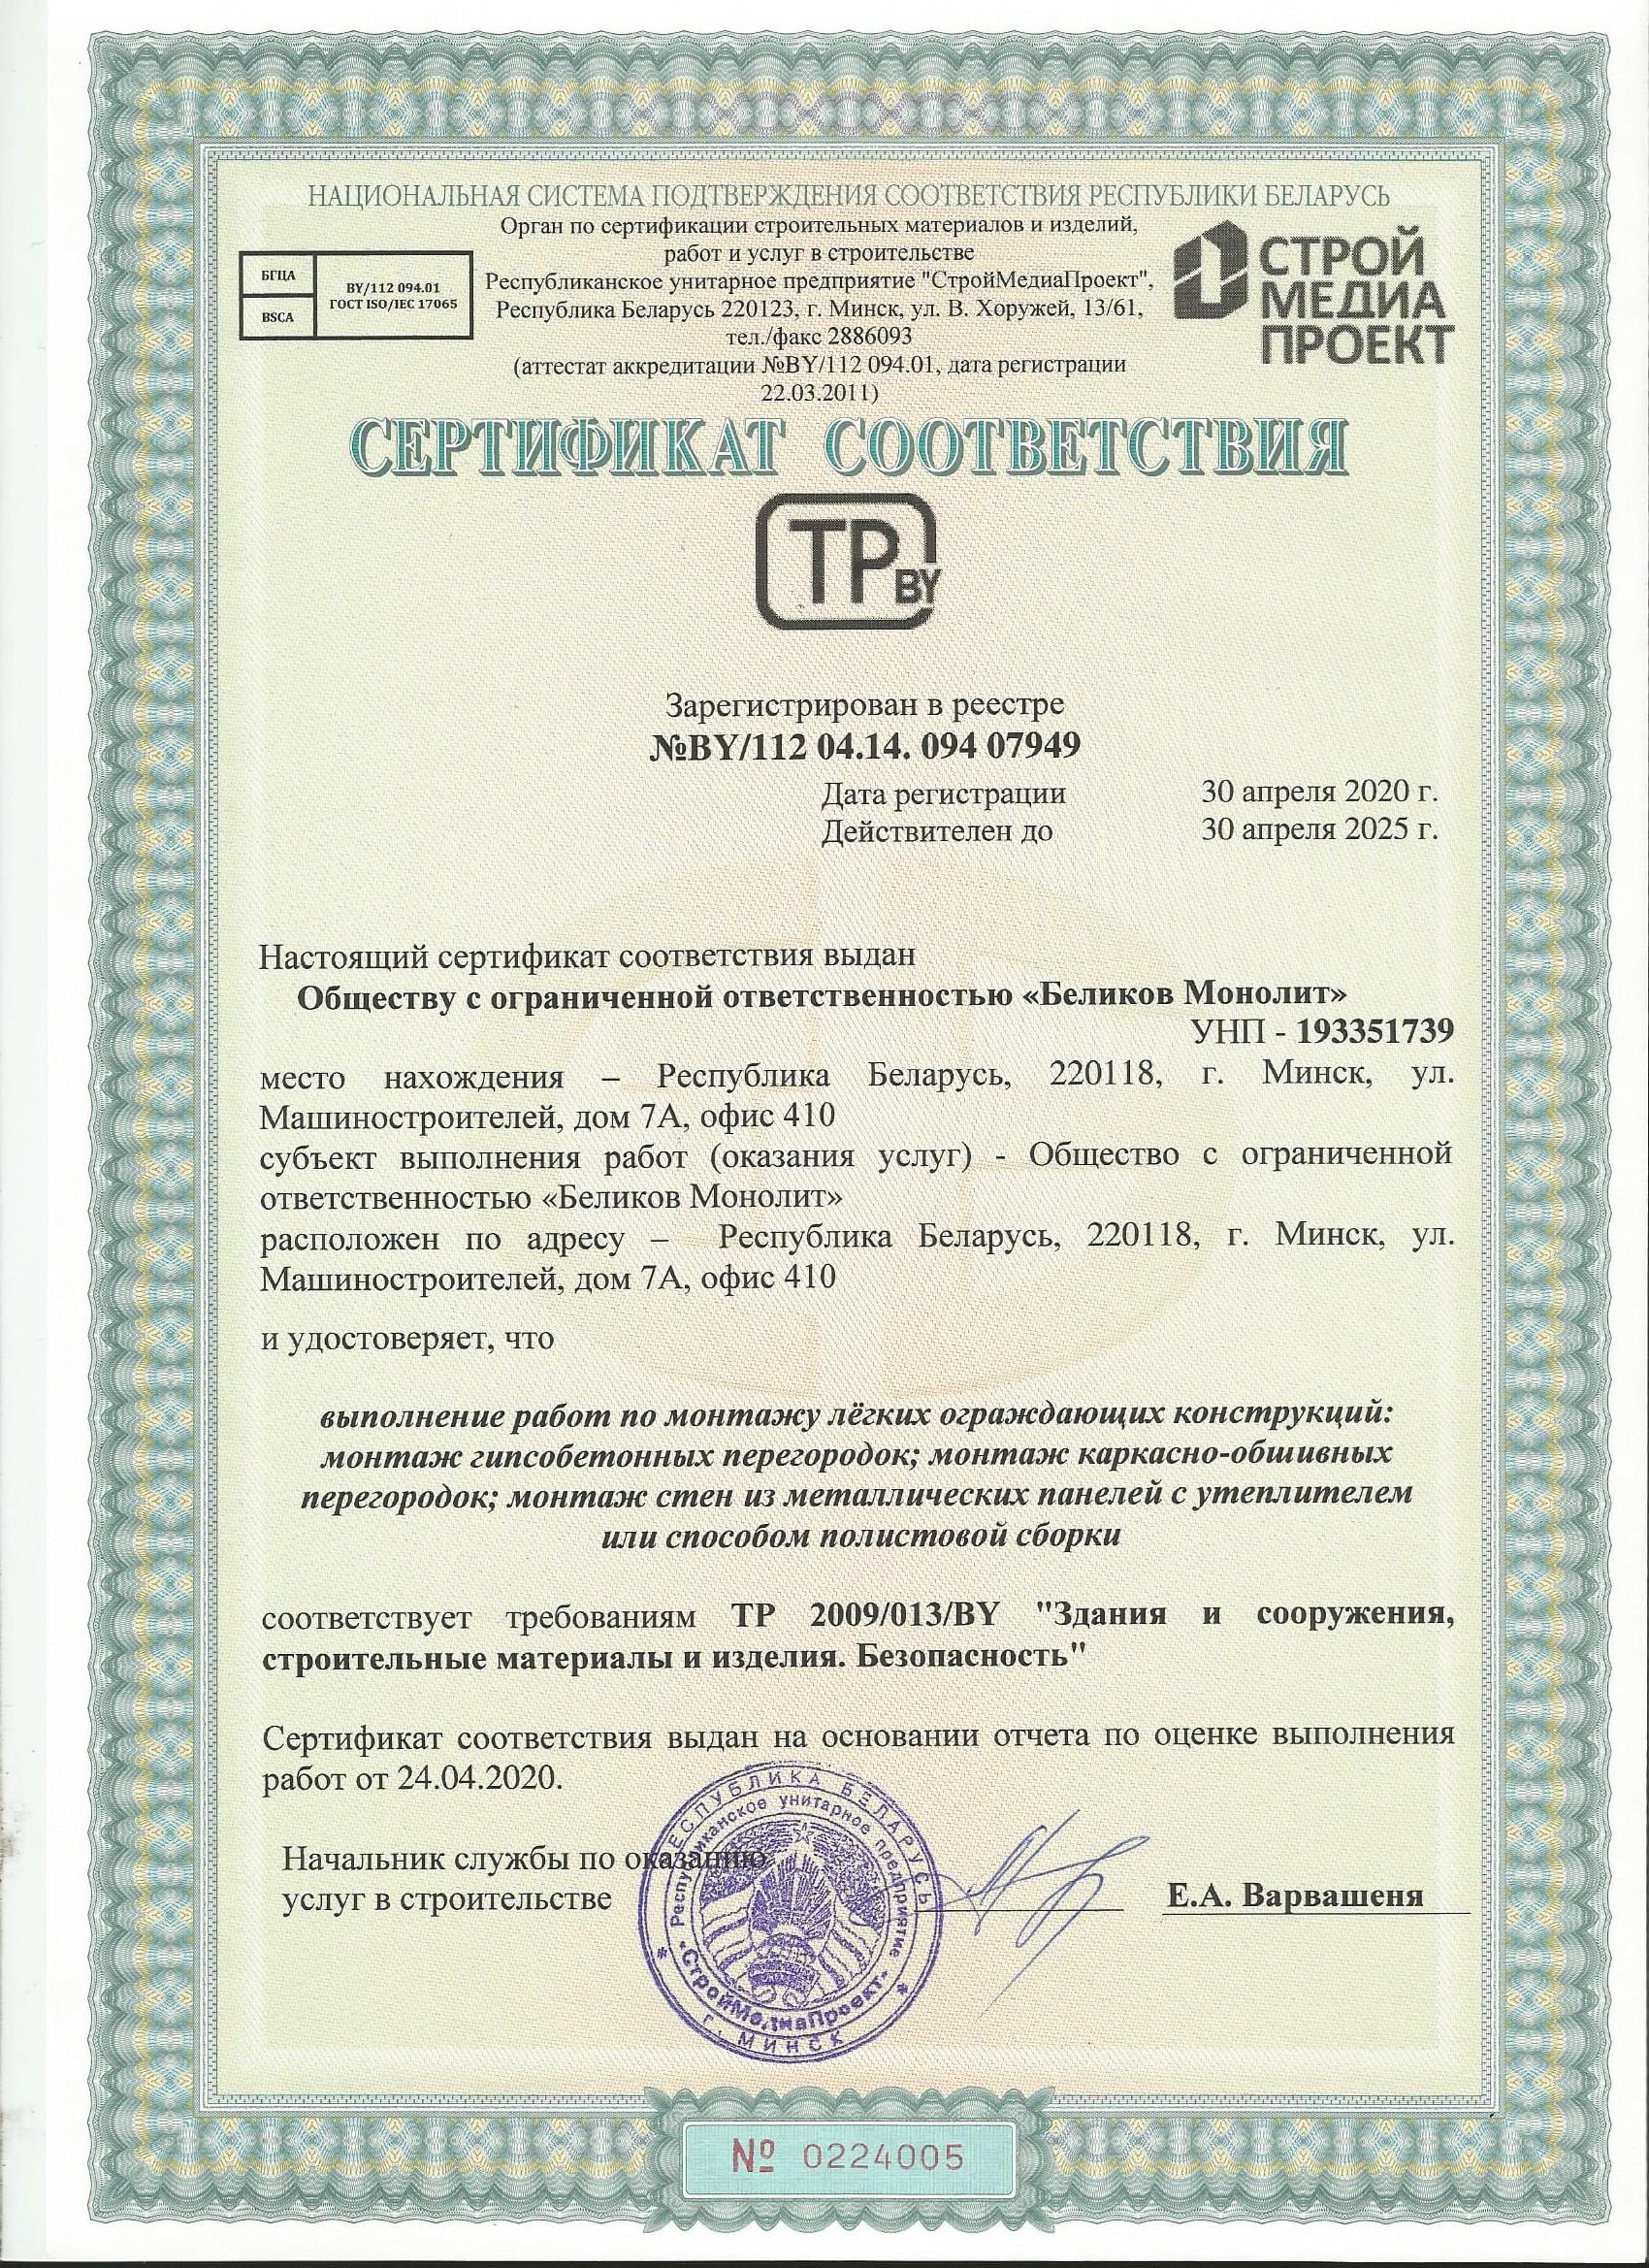 НАЦИОНАЛЬНАЯ СИСТЕМА ПОДТВЕРЖДЕНИЯ СООТВЕТСТВИЯ РЕСПУБЛИКИ БЕЛАРУСЬ
БГЦА
BSCA
BY/112 094.01
ГОСТ ISO/IEC 17065
Орган по сертификации строительных материалов и изделий,
работ и услуг в строительстве
Республиканское унитарное предприятие "СтройМедиаПроект",
Республика Беларусь 220123, г. Минск, ул. В. Хоружей, 13/61,
тел./факс 2886093
(аттестат аккредитации №BY/112 094.01, дата регистрации
22.03.2011)
СТРОЙ
МЕДИА
ПРОЕКТ
СЕРТИФИКАТ СООТВЕТСТВИЯ
ТР BY
Зарегистрирован в реестре
№BY/112 04.14. 094 07949
Дата регистрации 30 апреля 2020 г.
Действителен до 30 апреля 2025 г.
Настоящий сертификат соответствия выдан
Обществу с ограниченной ответственностью «Беликов Монолит»
УНП - 193351739
место нахождения – Республика Беларусь, 220118, г. Минск, ул.
Машиностроителей, дом 7А, офис 410
субъект выполнения работ (оказания услуг) - Общество с ограниченной
ответственностью «Беликов Монолит»
расположен по адресу – Республика Беларусь, 220118, г. Минск, ул.
Машиностроителей, дом 7А, офис 410
и удостоверяет, что
выполнение работ по монтажу лёгких ограждающих конструкций:
монтаж гипсобетонных перегородок; монтаж каркасно-обшивных
перегородок; монтаж стен из металлических панелей с утеплителем
или способом полистовой сборки
соответствует требованиям ТР 2009/013/BY "Здания и сооружения,
строительные материалы и изделия. Безопасность"
Сертификат соответствия выдан на основании отчета по оценке выполнения
работ от 24.04.2020.
Начальник службы по оказанию
услуг в строительстве
Е.А. Варвашеня
РЕСПУБЛИКА БЕЛАРУСЬ
Республиканское унитарное предприятие
«СтройМедиаПроект»
г. МИНСК
№ 0224005